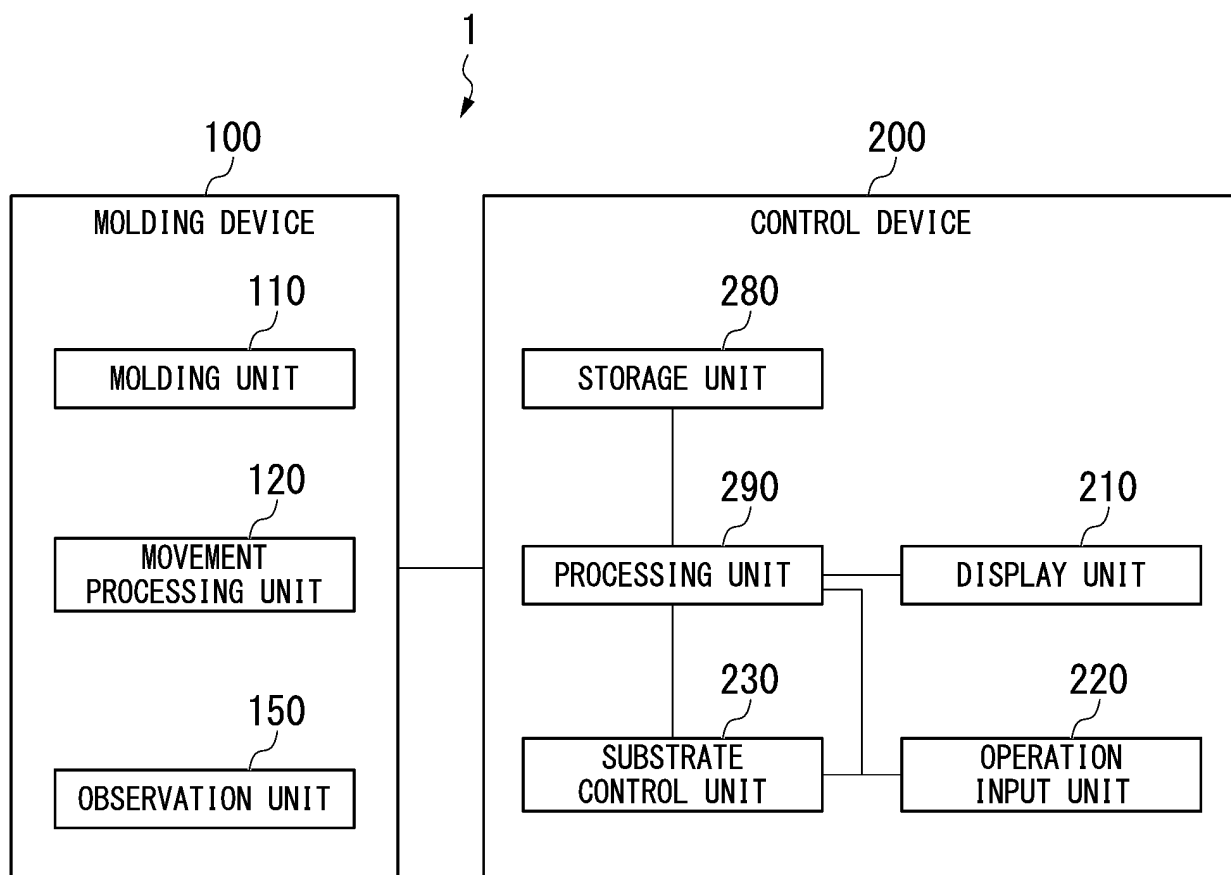 1
100
200
MOLDING DEVICE
CONTROL DEVICE
110
280
MOLDING UNIT
STORAGE UNIT
120
290
210
MOVEMENT
PROCESSING UNIT
PROCESSING UNIT
DISPLAY UNIT
150
230
220
OBSERVATION UNIT
SUBSTRATE
CONTROL UNIT
OPERATION
INPUT UNIT